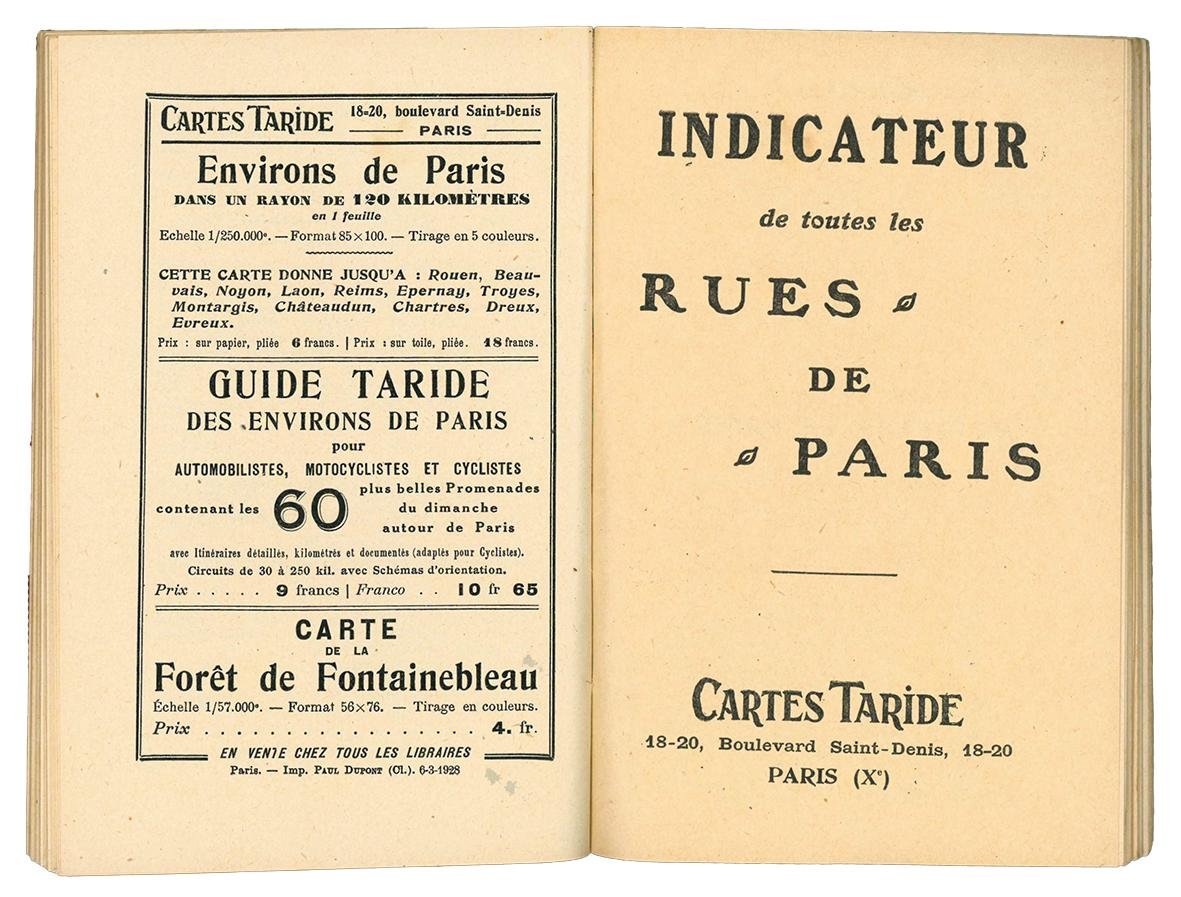 CARTES TARIDE
18-20, boulevard Saint-Denis
PARIS
Environs de Paris
DANS UN RAYON DE 120 KILOMÈTRES
en 1 feuille
Echelle 1/250.000e. — Format 85×100. — Tirage en 5 couleurs.
CETTE CARTE DONNE JUSQU'A : Rouen, Beau-
vais, Noyon, Laon, Reims, Epernay, Troyes,
Montargis, Châteaudun, Chartres, Dreux,
Evreux.
Prix : sur papier, pliée 6 francs. | Prix : sur toile, pliée. 18 francs.
GUIDE TARIDE
DES ENVIRONS DE PARIS
pour
AUTOMOBILISTES, MOTOCYCLISTES ET CYCLISTES
contenant les 60 plus belles Promenades
du dimanche
autour de Paris
avec Itinéraires détaillés, kilométrés et documentés (adaptés pour Cyclistes).
Circuits de 30 à 250 kil. avec Schémas d'orientation.
Prix . . . . . 9 francs | Franco . . 10 fr 65
CARTE
DE LA
Forêt de Fontainebleau
Échelle 1/57.000e. — Format 56×76. — Tirage en couleurs.
Prix . . . . . . . . . . . . . . . . . 4. fr.
EN VENTE CHEZ TOUS LES LIBRAIRES
Paris. — Imp. PAUL DUPONT (Cl.). 6-3-1928
INDICATEUR
de toutes les
RUES
DE
PARIS
CARTES TARIDE
18-20, Boulevard Saint-Denis, 18-20
PARIS (Xe)